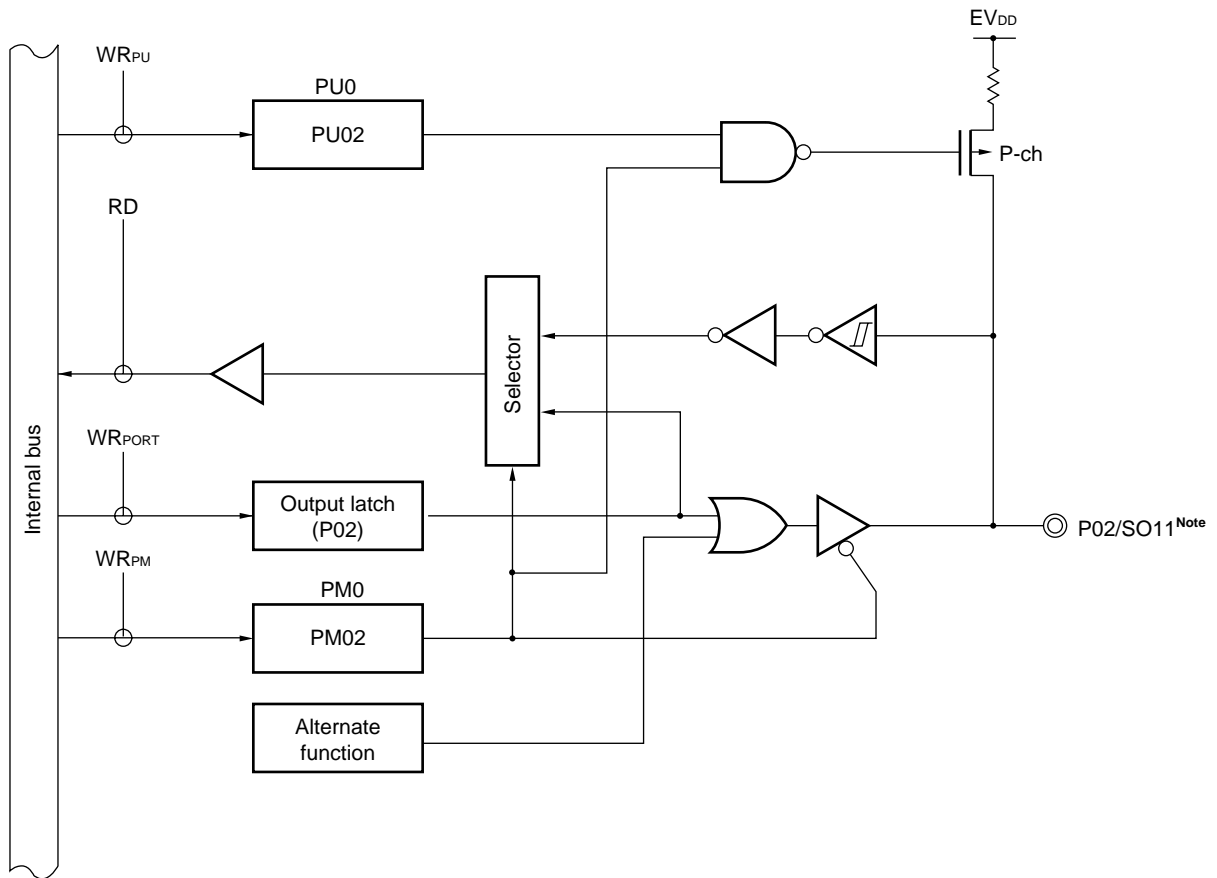 EVDD
WRPU
PU0
PU02
P-ch
RD
Selector
Internal bus
WRPORT
Output latch
(P02)
P02/SO11Note
WRPM
PM0
PM02
Alternate
function